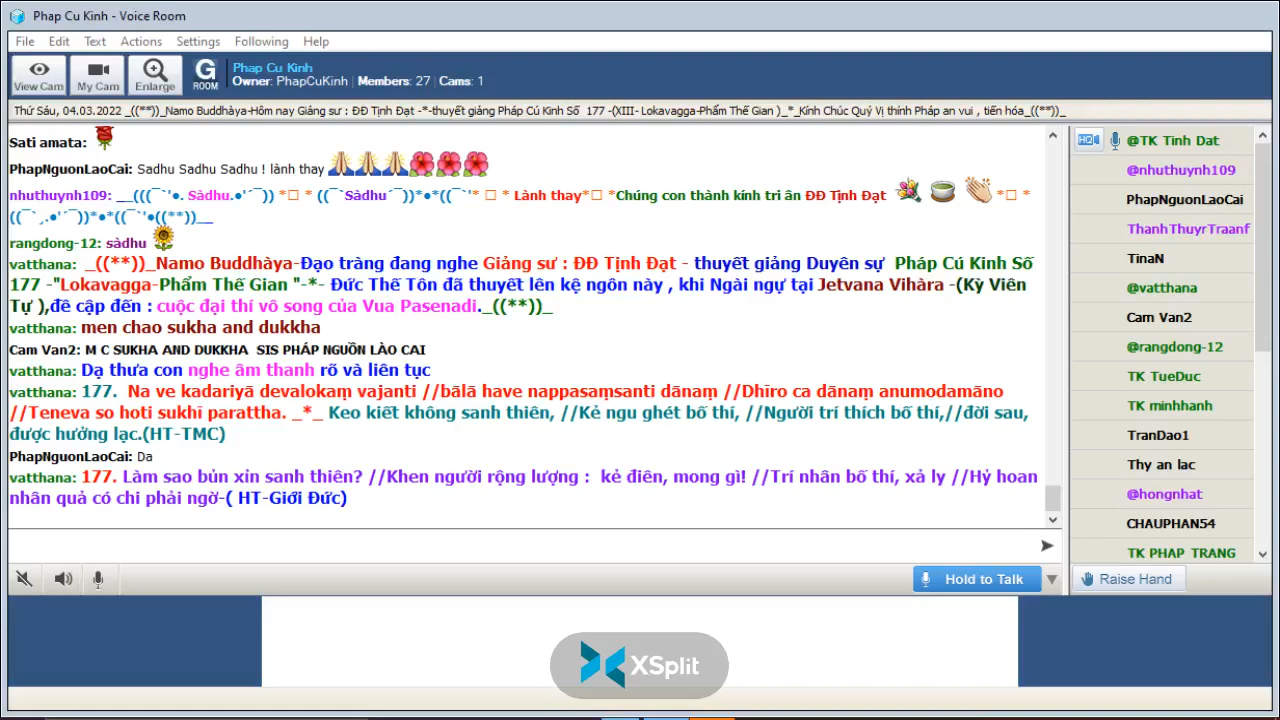 Phap Cu Kinh - Voice Room
File Edit Text Actions Settings Following Help
View Cam My Cam Enlarge G ROOM
Phap Cu Kinh
Owner: PhapCuKinh Members: 27 Cams: 1
Thứ Sáu, 04.03.2022 _((**))_Namo Buddhàya-Hôm nay Giảng sư : ĐĐ Tịnh Đạt -*-thuyết giảng Pháp Cú Kinh Số 177 -(XIII- Lokavagga-Phẩm Thế Gian )_*_Kính Chúc Quý Vị thính Pháp an vui , tiến hóa_((**))_
Sati amata:
PhapNguonLaoCai: Sadhu Sadhu Sadhu ! lành thay
nhuthuynh109: __(((¯`'•. Sàdhu.•'´¯)) *□ * ((¯`Sàdhu´¯))*•*((¯`'* □ * Lành thay*□ *Chúng con thành kính tri ân ĐĐ Tịnh Đạt *□ *
((¯`¸.•'´¯))*•*((¯`'•((**))__
rangdong-12: sàdhu
vatthana: _((**))_Namo Buddhàya-Đạo tràng đang nghe Giảng sư : ĐĐ Tịnh Đạt - thuyết giảng Duyên sự Pháp Cú Kinh Số
177 -"Lokavagga-Phẩm Thế Gian "-*- Đức Thế Tôn đã thuyết lên kệ ngôn này , khi Ngài ngự tại Jetvana Vihàra -(Kỳ Viên
Tự ),đề cập đến : cuộc đại thí vô song của Vua Pasenadi._((**))_
vatthana: men chao sukha and dukkha
Cam Van2: M C SUKHA AND DUKKHA SIS PHÁP NGUỒN LÀO CAI
vatthana: Dạ thưa con nghe âm thanh rõ và liên tục
vatthana: 177. Na ve kadariyā devalokaṃ vajanti //bālā have nappasaṃsanti dānaṃ //Dhīro ca dānaṃ anumodamāno
//Teneva so hoti sukhī parattha. _*_ Keo kiết không sanh thiên, //Kẻ ngu ghét bố thí, //Người trí thích bố thí,//đời sau,
được hưởng lạc.(HT-TMC)
PhapNguonLaoCai: Da
vatthana: 177. Làm sao bủn xỉn sanh thiên? //Khen người rộng lượng : kẻ điên, mong gì! //Trí nhân bố thí, xả ly //Hỷ hoan
nhân quả có chi phải ngờ-( HT-Giới Đức)
HQ @TK Tinh Dat
@nhuthuynh109
PhapNguonLaoCai
ThanhThuyrTraanf
TinaN
@vatthana
Cam Van2
@rangdong-12
TK TueDuc
TK minhhanh
TranDao1
Thy an lac
@hongnhat
CHAUPHAN54
TK PHAP TRANG
Hold to Talk
Raise Hand
XSplit